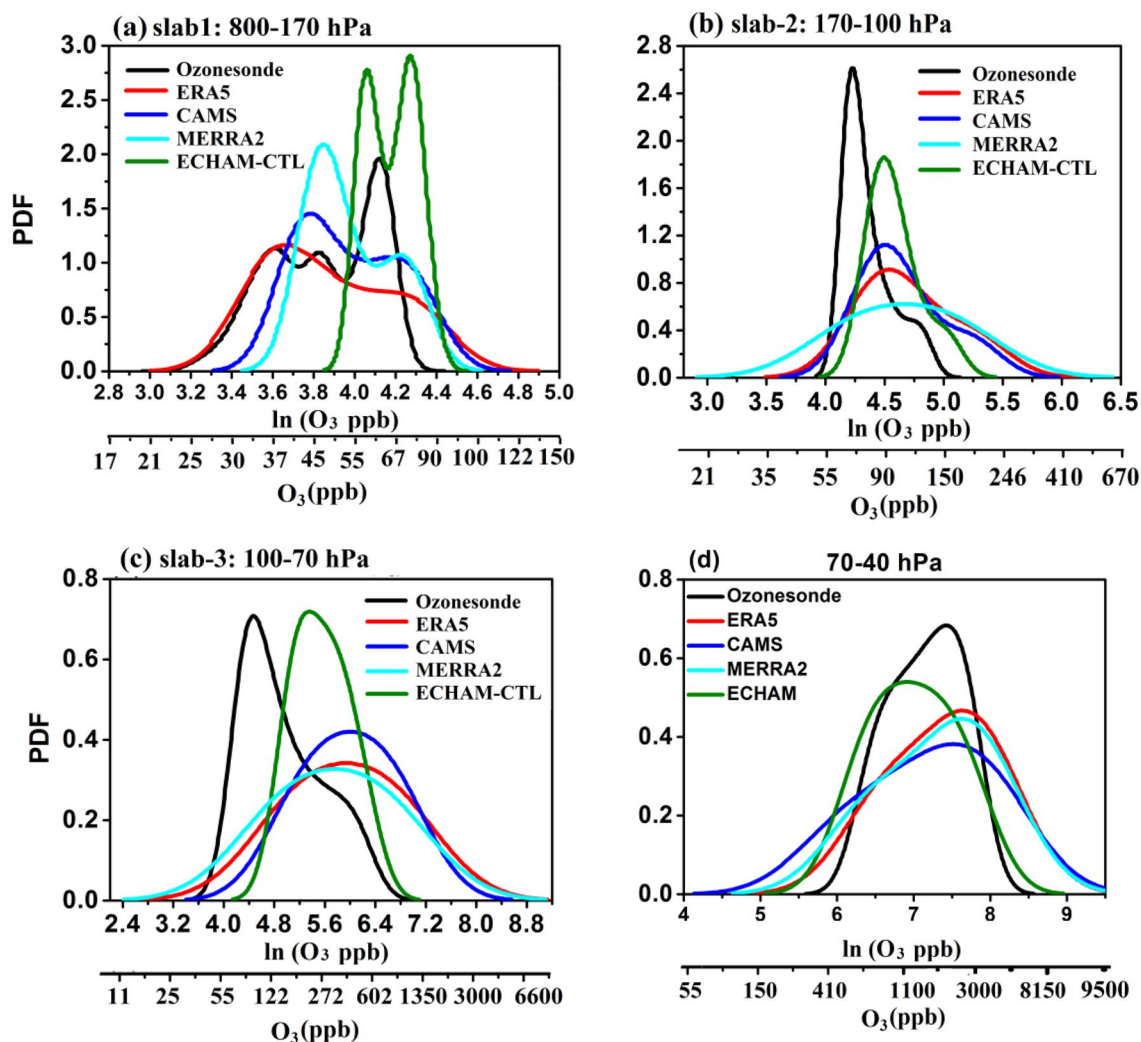 (a) slab1: 800-170 hPa
3.0
2.5
2.0
1.5
1.0
0.5
0.0
PDF
Ozonesonde
ERA5
CAMS
MERRA2
ECHAM-CTL
2.8 3.0 3.2 3.4 3.6 3.8 4.0 4.2 4.4 4.6 4.8 5.0
ln (O₃ ppb)
17 21 25 30 37 45 55 67 90 100 122 150
O₃(ppb)
(b) slab-2: 170-100 hPa
2.8
2.4
2.0
1.6
1.2
0.8
0.4
0.0
Ozonesonde
ERA5
CAMS
MERRA2
ECHAM-CTL
3.0 3.5 4.0 4.5 5.0 5.5 6.0 6.5
ln (O₃ ppb)
21 35 55 90 150 246 410 670
O₃(ppb)
(c) slab-3: 100-70 hPa
0.8
0.6
0.4
0.2
0.0
PDF
Ozonesonde
ERA5
CAMS
MERRA2
ECHAM-CTL
2.4 3.2 4.0 4.8 5.6 6.4 7.2 8.0 8.8
ln (O₃ ppb)
11 25 55 122 272 602 1350 3000 6600
O₃(ppb)
(d) 70-40 hPa
0.8
0.6
0.4
0.2
0.0
Ozonesonde
ERA5
CAMS
MERRA2
ECHAM
4 5 6 7 8 9
ln (O₃ ppb)
55 150 410 1100 3000 8150 9500
O₃(ppb)